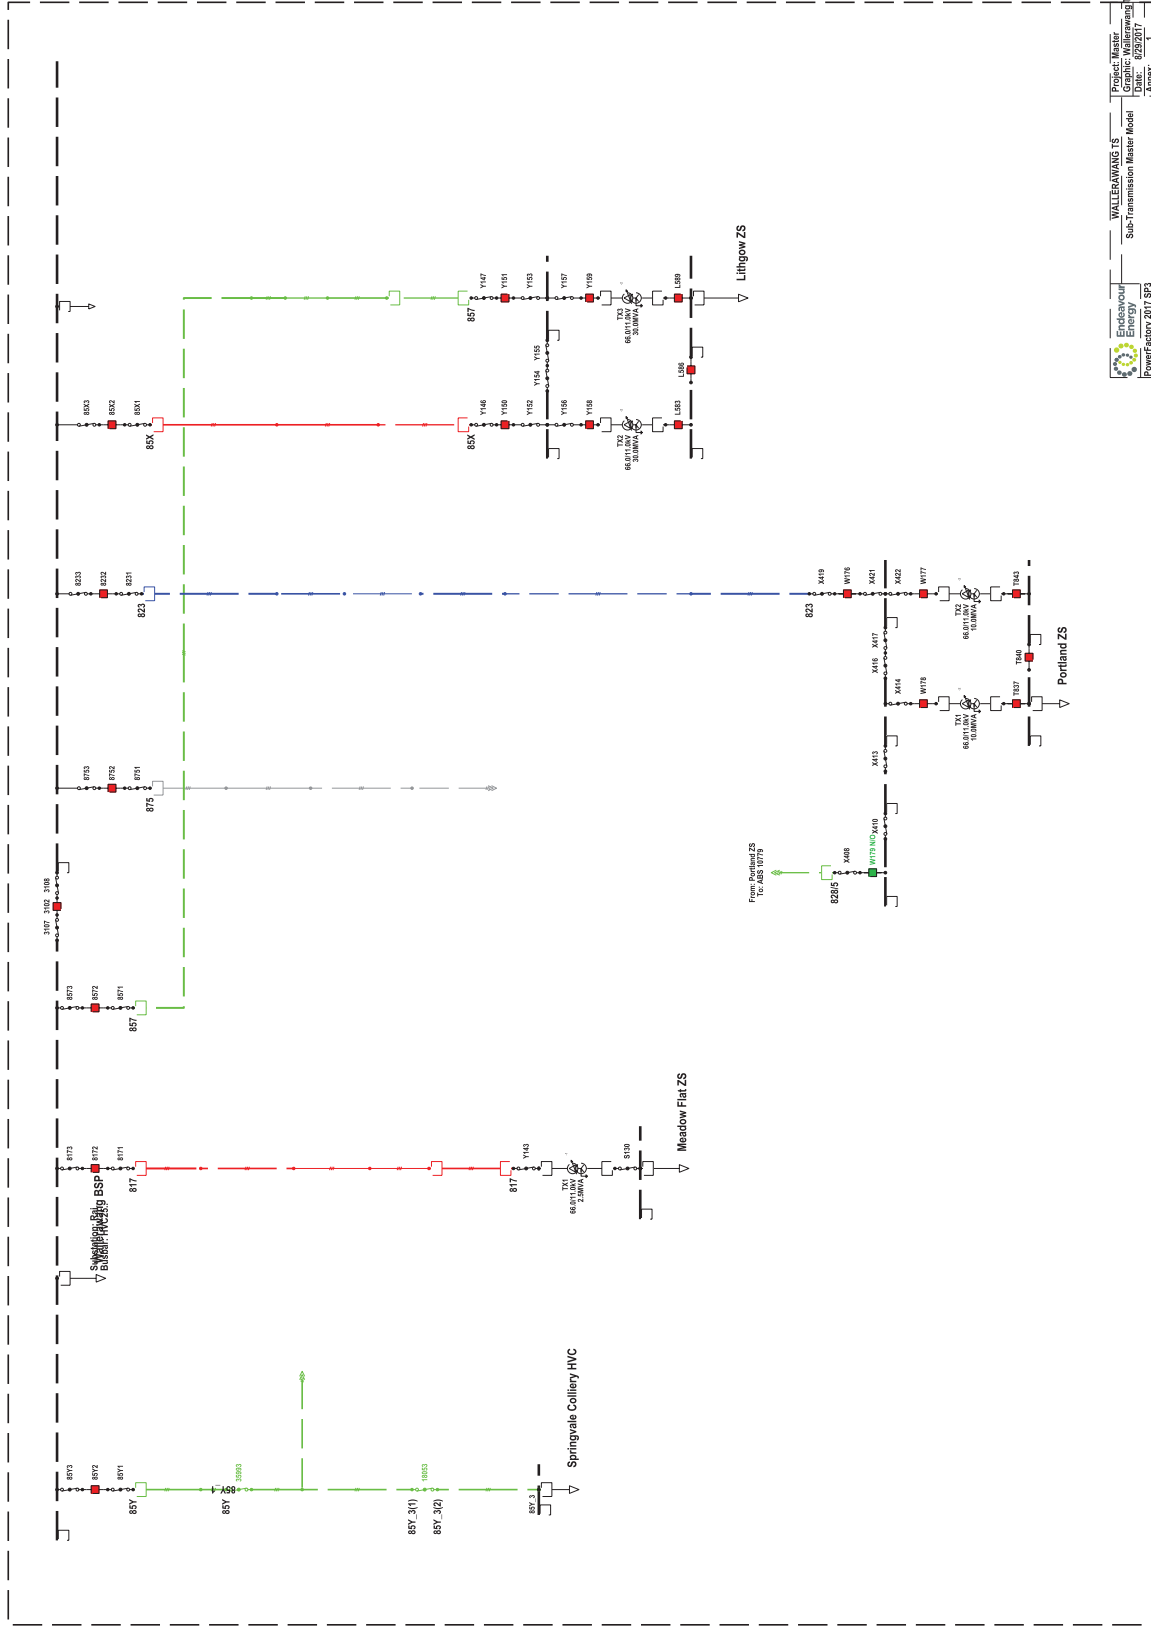 85Y3
85Y2
85Y1
85Y
85Y_1
35993
85Y
18053
85Y_3(1)
85Y_3(2)
85Y_3
Springvale Colliery HVC
Wallerawang BSP
8173
8172
8171
817
817
Y143
TX1
66.0/11.0kV
2.5MVA
S130
Meadow Flat ZS
8573
8572
8571
857
3107
3102
3108
8753
8752
8751
875
8233
8232
8231
823
From: Portland ZS
To: ABS 10779
828/5
X408
W179 N/O
X410
X413
X414
W178
TX1
66.0/11.0kV
10.0MVA
T837
X416
X417
823
X419
W176
X421
X422
W177
TX2
66.0/11.0kV
10.0MVA
T843
T840
Portland ZS
85X3
85X2
85X1
85X
85X
Y146
Y150
Y152
Y156
Y158
TX2
66.0/11.0kV
30.0MVA
L583
Y154
Y155
L586
857
Y147
Y151
Y153
Y157
Y159
TX3
66.0/11.0kV
30.0MVA
L589
Lithgow ZS
Endeavour
Energy
PowerFactory 2017 SP3
WALLERAWANG TS
Sub-Transmission Master Model
Project: Master
Graphic: Wallerawang
Date: 8/29/2017
Annex: 1